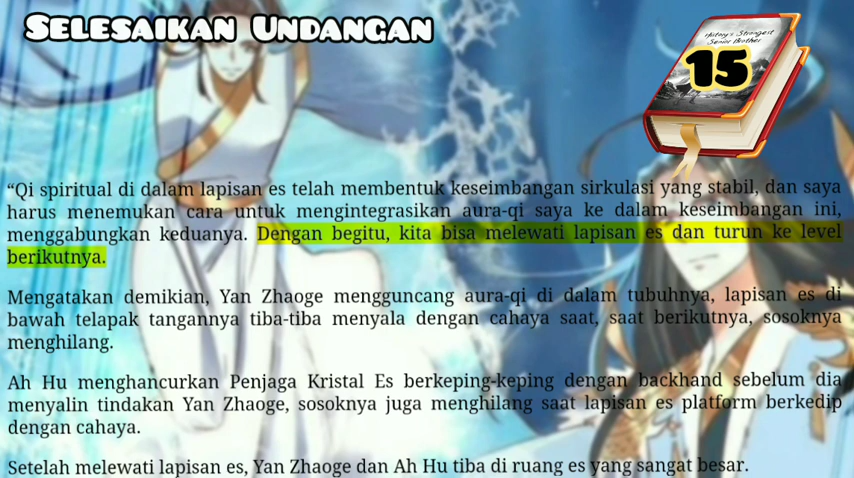 Selesaikan Undangan
History's Strongest
Senior Brother
15
“Qi spiritual di dalam lapisan es telah membentuk keseimbangan sirkulasi yang stabil, dan saya
harus menemukan cara untuk mengintegrasikan aura-qi saya ke dalam keseimbangan ini,
menggabungkan keduanya. Dengan begitu, kita bisa melewati lapisan es dan turun ke level
berikutnya.
Mengatakan demikian, Yan Zhaoge mengguncang aura-qi di dalam tubuhnya, lapisan es di
bawah telapak tangannya tiba-tiba menyala dengan cahaya saat, saat berikutnya, sosoknya
menghilang.
Ah Hu menghancurkan Penjaga Kristal Es berkeping-keping dengan backhand sebelum dia
menyalin tindakan Yan Zhaoge, sosoknya juga menghilang saat lapisan es platform berkedip
dengan cahaya.
Setelah melewati lapisan es, Yan Zhaoge dan Ah Hu tiba di ruang es yang sangat besar.